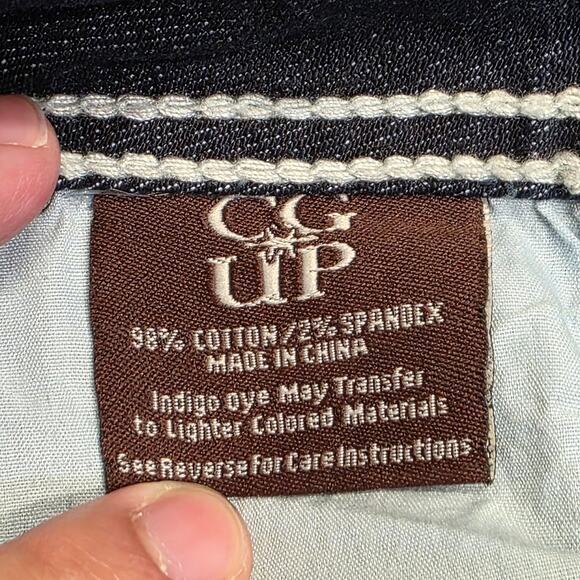 CG
UP
98% COTTON/2% SPANDEX
MADE IN CHINA
Indigo Dye May Transfer
to Lighter Colored Materials
See Reverse for Care Instructions